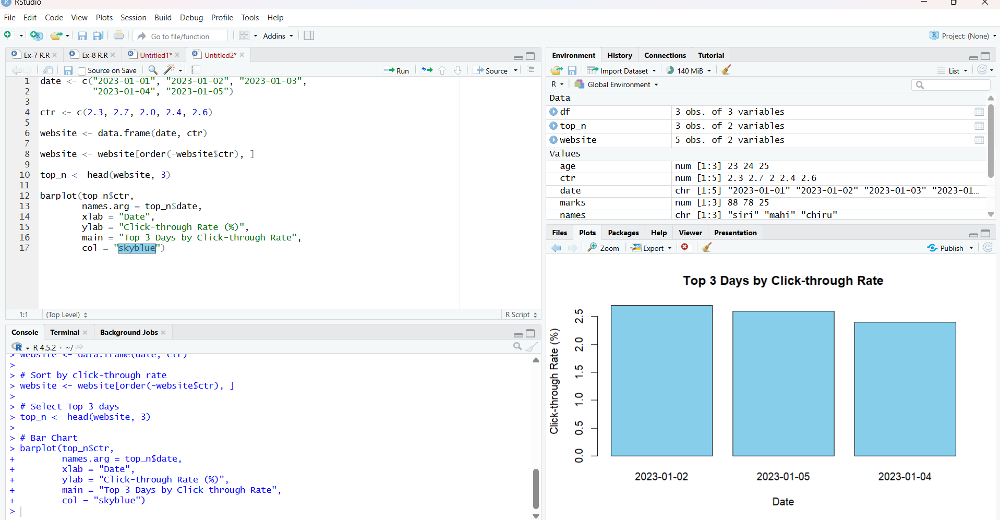 RStudio
File Edit Code View Plots Session Build Debug Profile Tools Help
Go to file/function Addins Project: (None)
Ex-7 R.R Ex-8 R.R Untitled1* Untitled2*
Source on Save Run Source
1 date <- c("2023-01-01", "2023-01-02", "2023-01-03",
2 "2023-01-04", "2023-01-05")
3
4 ctr <- c(2.3, 2.7, 2.0, 2.4, 2.6)
5
6 website <- data.frame(date, ctr)
7
8 website <- website[order(-website$ctr), ]
9
10 top_n <- head(website, 3)
11
12 barplot(top_n$ctr,
13 names.arg = top_n$date,
14 xlab = "Date",
15 ylab = "Click-through Rate (%)",
16 main = "Top 3 Days by Click-through Rate",
17 col = "skyblue")
1:1 (Top Level) R Script
Console Terminal Background Jobs
R 4.5.2 · ~/
> website <- data.frame(date, ctr)
>
> # Sort by click-through rate
> website <- website[order(-website$ctr), ]
>
> # Select Top 3 days
> top_n <- head(website, 3)
>
> # Bar Chart
> barplot(top_n$ctr,
+ names.arg = top_n$date,
+ xlab = "Date",
+ ylab = "Click-through Rate (%)",
+ main = "Top 3 Days by Click-through Rate",
+ col = "skyblue")
>
Environment History Connections Tutorial
Import Dataset 140 MiB List
R Global Environment
Data
df 3 obs. of 3 variables
top_n 3 obs. of 2 variables
website 5 obs. of 2 variables
Values
age num [1:3] 23 24 25
ctr num [1:5] 2.3 2.7 2 2.4 2.6
date chr [1:5] "2023-01-01" "2023-01-02" "2023-01-03" "2023-01...
marks num [1:3] 88 78 25
names chr [1:3] "siri" "mahi" "chiru"
Files Plots Packages Help Viewer Presentation
Zoom Export Publish
Top 3 Days by Click-through Rate
Click-through Rate (%)
2.5
2.0
1.5
1.0
0.5
0.0
2023-01-02 2023-01-05 2023-01-04
Date